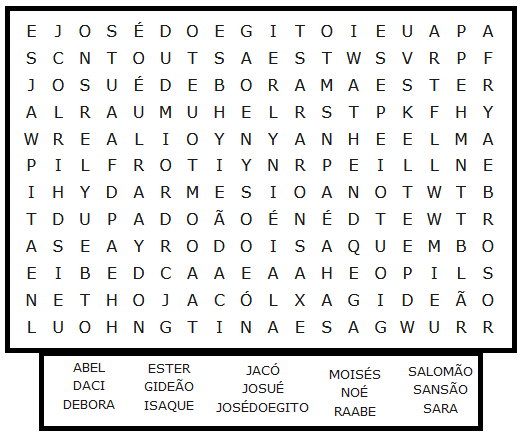 E J O S É D O E G I T O I E U A P A
S C N T O U T S A E S T W S V R P F
J O S U É D E B O R A M A E S T E R
A L R A U M U H E L R S T P K F H Y
W R E A L I O Y N Y A N H E E L M A
P I L F R O T I Y N R P E I L L N E
I H Y D A R M E S I O A N O T W T B
T D U P A D O Ã O É N É D T E W T R
A S E A Y R O D O I S A Q U E M B O
E I B E D C A A E A A H E O P I L S
N E T H O J A C Ó L X A G I D E Ã O
L U O H N G T I N A E S A G W U R R
ABEL ESTER JACÓ MOISÉS SALOMÃO
DACI GIDEÃO JOSUÉ NOÉ SANSÃO
DEBORA ISAQUE JOSÉDOEGITO RAABE SARA